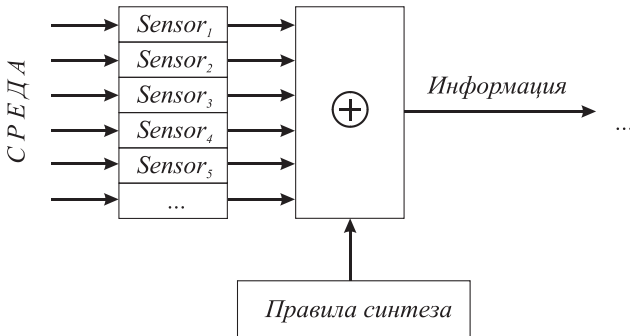 СРЕДА
Sensor₁
Sensor₂
Sensor₃
Sensor₄
Sensor₅
...
Информация
...
Правила синтеза